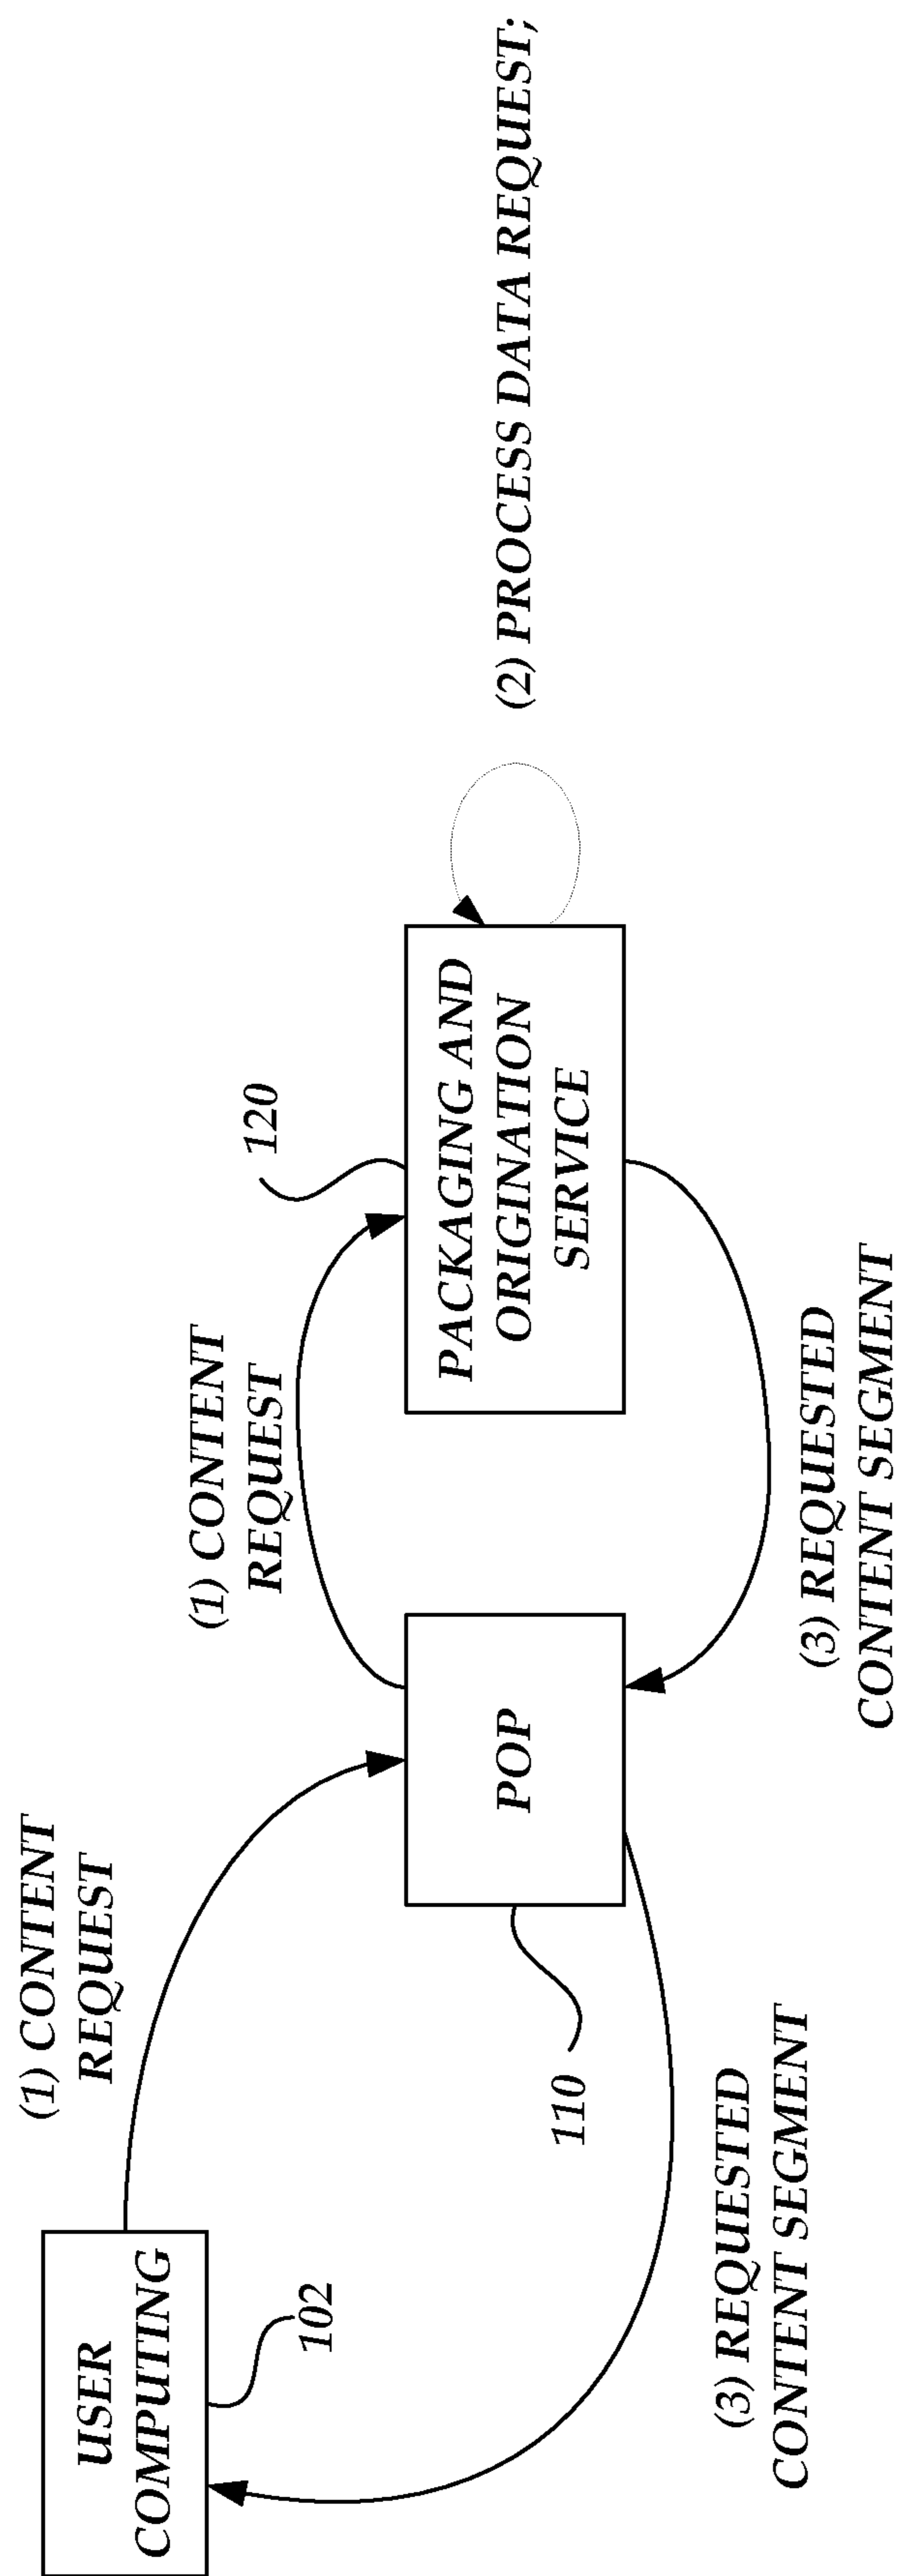 (1) CONTENT
REQUEST
(1) CONTENT
REQUEST
120
USER
COMPUTING
102
POP
110
PACKAGING AND
ORIGINATION
SERVICE
(2) PROCESS DATA REQUEST;
(3) REQUESTED
CONTENT SEGMENT
(3) REQUESTED
CONTENT SEGMENT